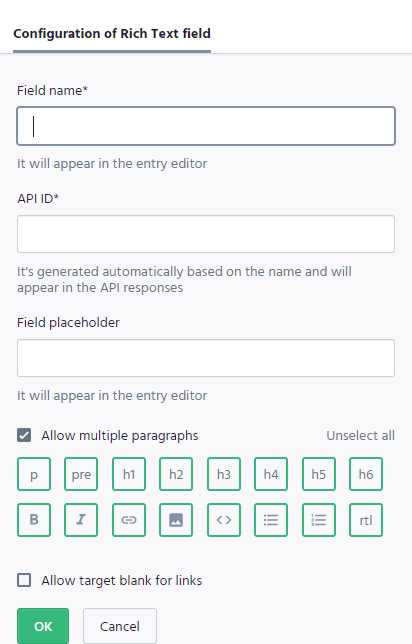 Configuration of Rich Text field
Field name*
It will appear in the entry editor
API ID*
It's generated automatically based on the name and will
appear in the API responses
Field placeholder
It will appear in the entry editor
Allow multiple paragraphs Unselect all
p pre h1 h2 h3 h4 h5 h6
B I <> rtl
Allow target blank for links
OK Cancel